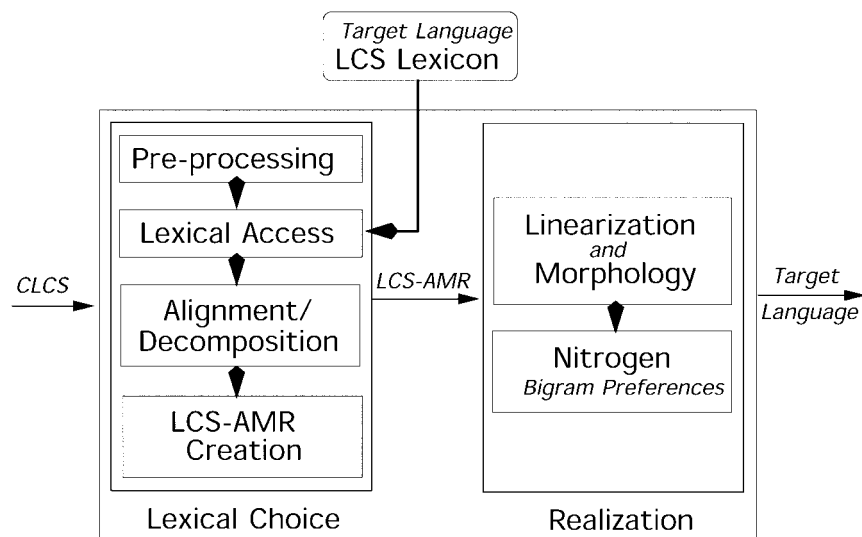 Target Language
LCS Lexicon
Pre-processing
Lexical Access
Alignment/
Decomposition
LCS-AMR
Creation
Lexical Choice
CLCS
LCS-AMR
Linearization
and
Morphology
Nitrogen
Bigram Preferences
Realization
Target
Language